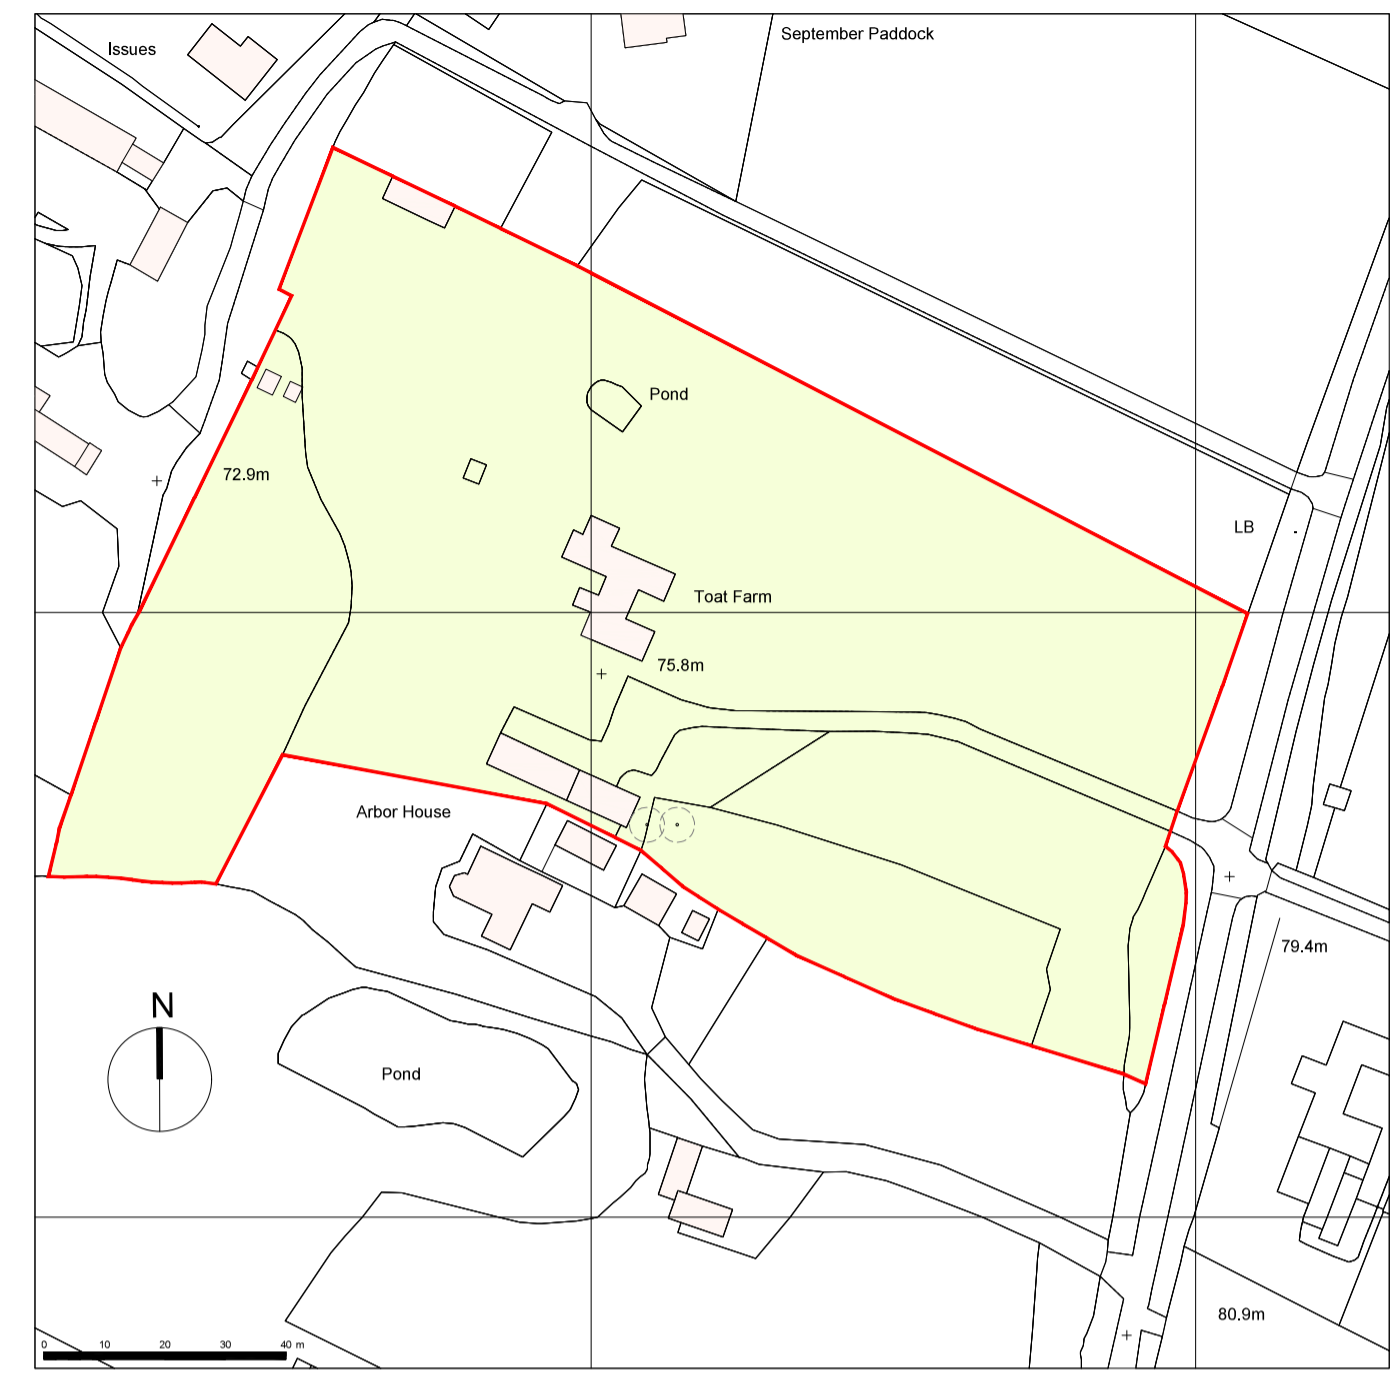 September Paddock
Issues
Pond
72.9m
LB
Toat Farm
75.8m
Arbor House
79.4m
N
Pond
80.9m
0 10 20 30 40 m